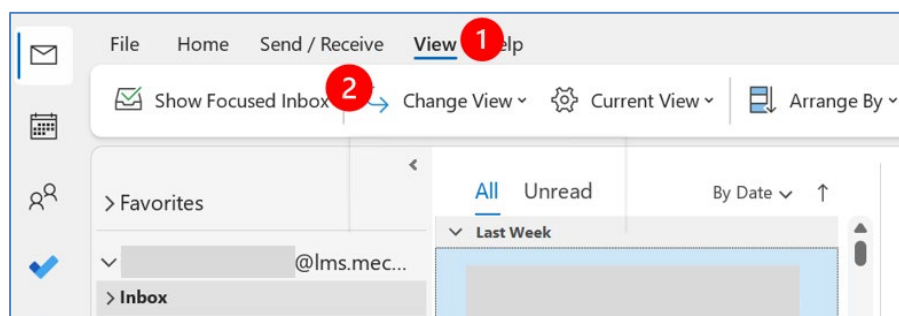 File Home Send / Receive View 1 elp
Show Focused Inbox 2 Change View Current View Arrange By
Favorites
All Unread By Date
Last Week
@lms.mec...
Inbox